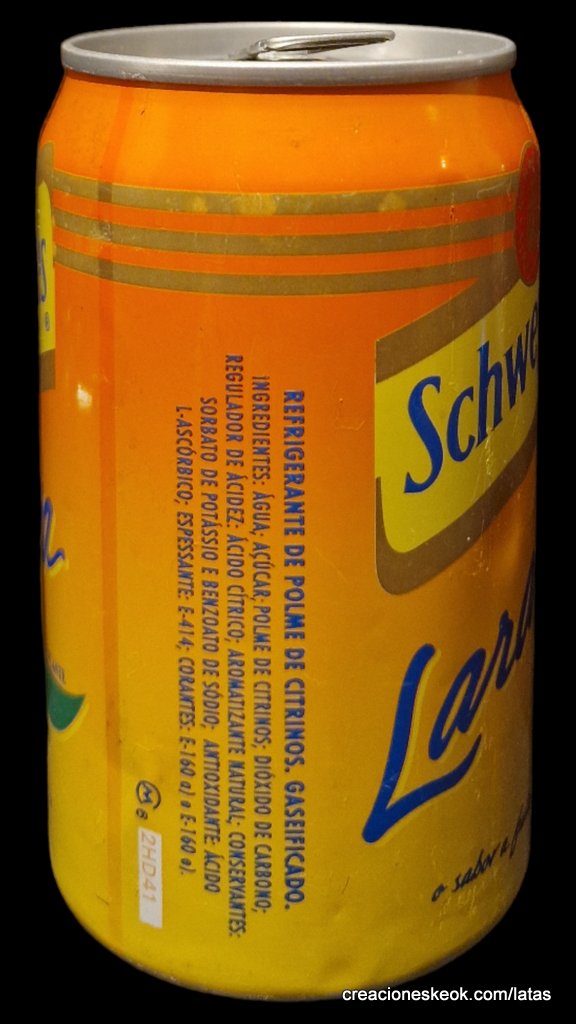 Schwe
Lara
o sabor a
REFRIGERANTE DE POLME DE CITRINOS. GASEIFICADO.
INGREDIENTES: ÁGUA; AÇÚCAR; POLME DE CITRINOS; DIÓXIDO DE CARBONO;
REGULADOR DE ÁCIDEZ: ÁCIDO CÍTRICO; AROMATIZANTE NATURAL; CONSERVANTES:
SORBATO DE POTÁSSIO E BENZOATO DE SÓDIO; ANTIOXIDANTE: ÁCIDO
L-ASCÓRBICO; ESPESSANTE: E-414; CORANTES: E-160 a) e E-160 e).
M B
2HD41
creacioneskeok.com/latas